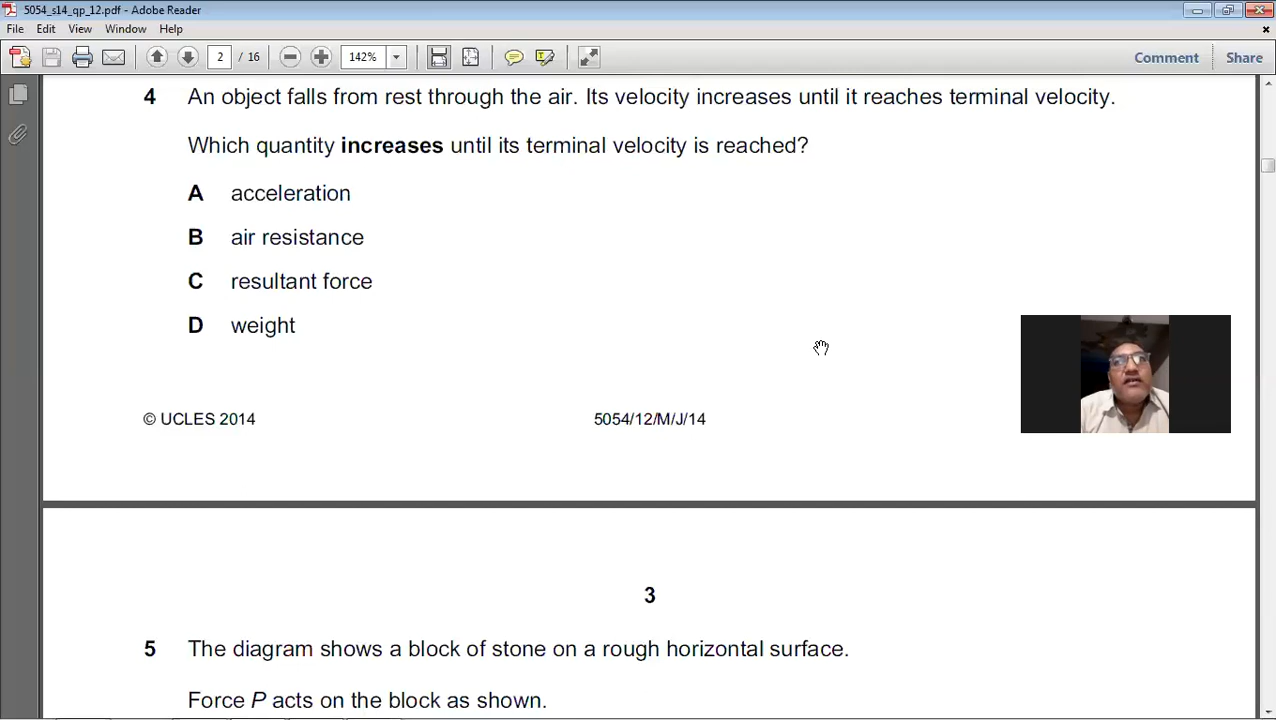 5054_s14_qp_12.pdf - Adobe Reader
File Edit View Window Help
2 / 16 142% Comment Share
4 An object falls from rest through the air. Its velocity increases until it reaches terminal velocity.
Which quantity increases until its terminal velocity is reached?
A acceleration
B air resistance
C resultant force
D weight
© UCLES 2014 5054/12/M/J/14
3
5 The diagram shows a block of stone on a rough horizontal surface.
Force P acts on the block as shown.